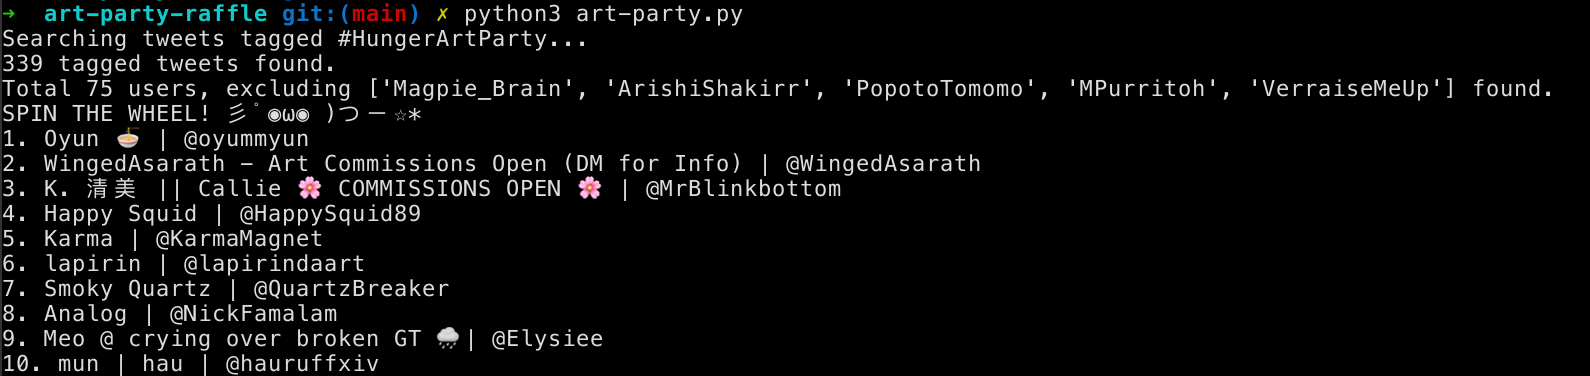 ➜  art-party-raffle git:(main) ✗ python3 art-party.py
Searching tweets tagged #HungerArtParty...
339 tagged tweets found.
Total 75 users, excluding ['Magpie_Brain', 'ArishiShakirr', 'PopotoTomomo', 'MPurritoh', 'VerraiseMeUp'] found.
SPIN THE WHEEL! 彡ﾟ◉ω◉ )つー☆*
1. Oyun 🍜 | @oyummyun
2. WingedAsarath - Art Commissions Open (DM for Info) | @WingedAsarath
3. K. 清美 || Callie 🌸 COMMISSIONS OPEN 🌸 | @MrBlinkbottom
4. Happy Squid | @HappySquid89
5. Karma | @KarmaMagnet
6. lapirin | @lapirindaart
7. Smoky Quartz | @QuartzBreaker
8. Analog | @NickFamalam
9. Meo @ crying over broken GT 🌧️| @Elysiee
10. mun | hau | @hauruffxiv